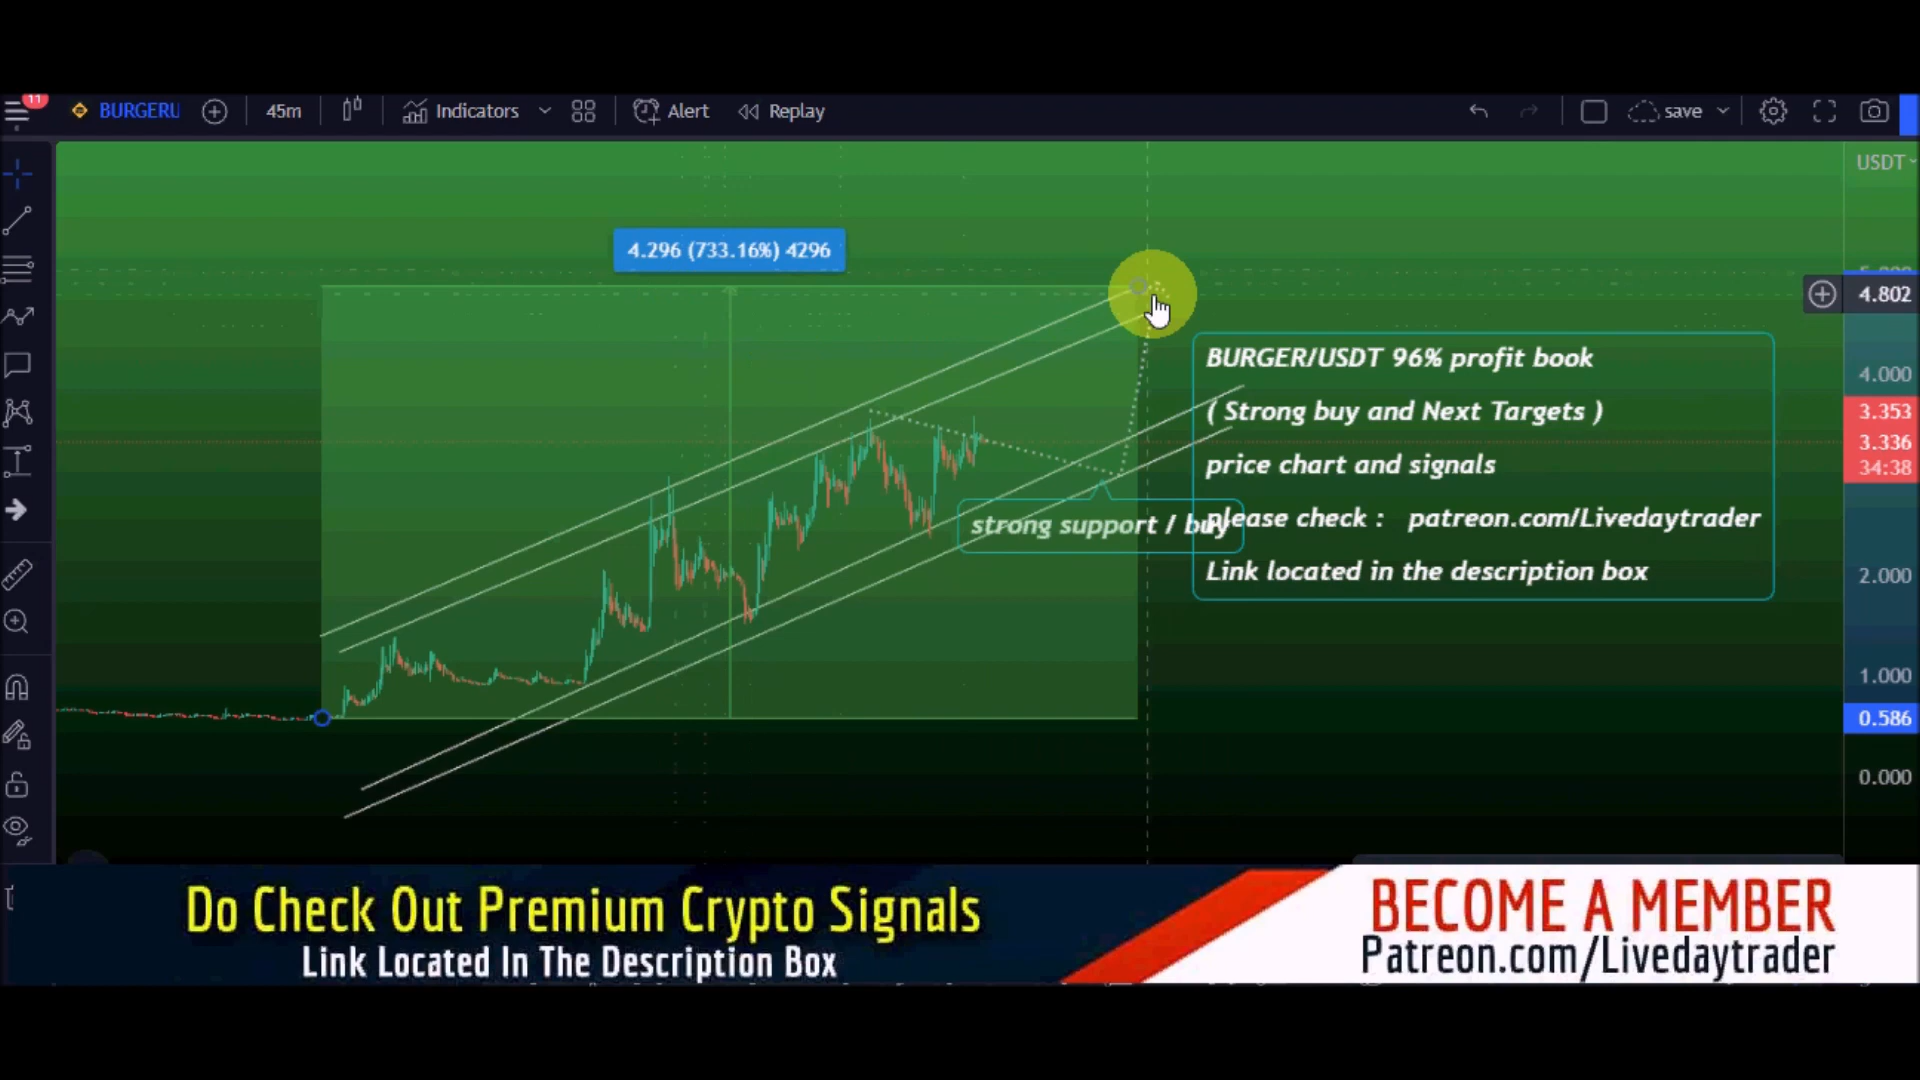 11
BURGERU
45m
Indicators
Alert
Replay
save
USDT
4.296 (733.16%) 4296
4.802
BURGER/USDT 96% profit book
( Strong buy and Next Targets )
price chart and signals
please check : patreon.com/Livedaytrader
Link located in the description box
strong support / buy
4.000
3.353
3.336
34:38
2.000
1.000
0.586
0.000
Do Check Out Premium Crypto Signals
Link Located In The Description Box
BECOME A MEMBER
Patreon.com/Livedaytrader